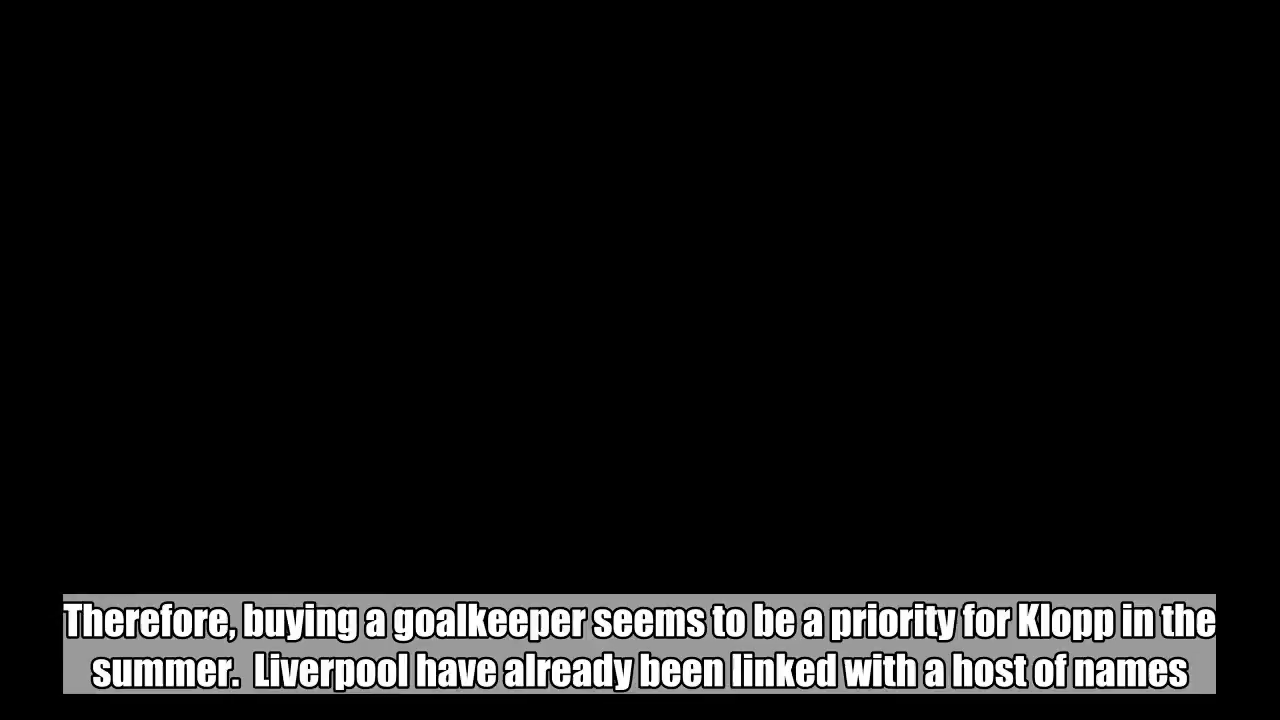 Therefore, buying a goalkeeper seems to be a priority for Klopp in the
summer.  Liverpool have already been linked with a host of names